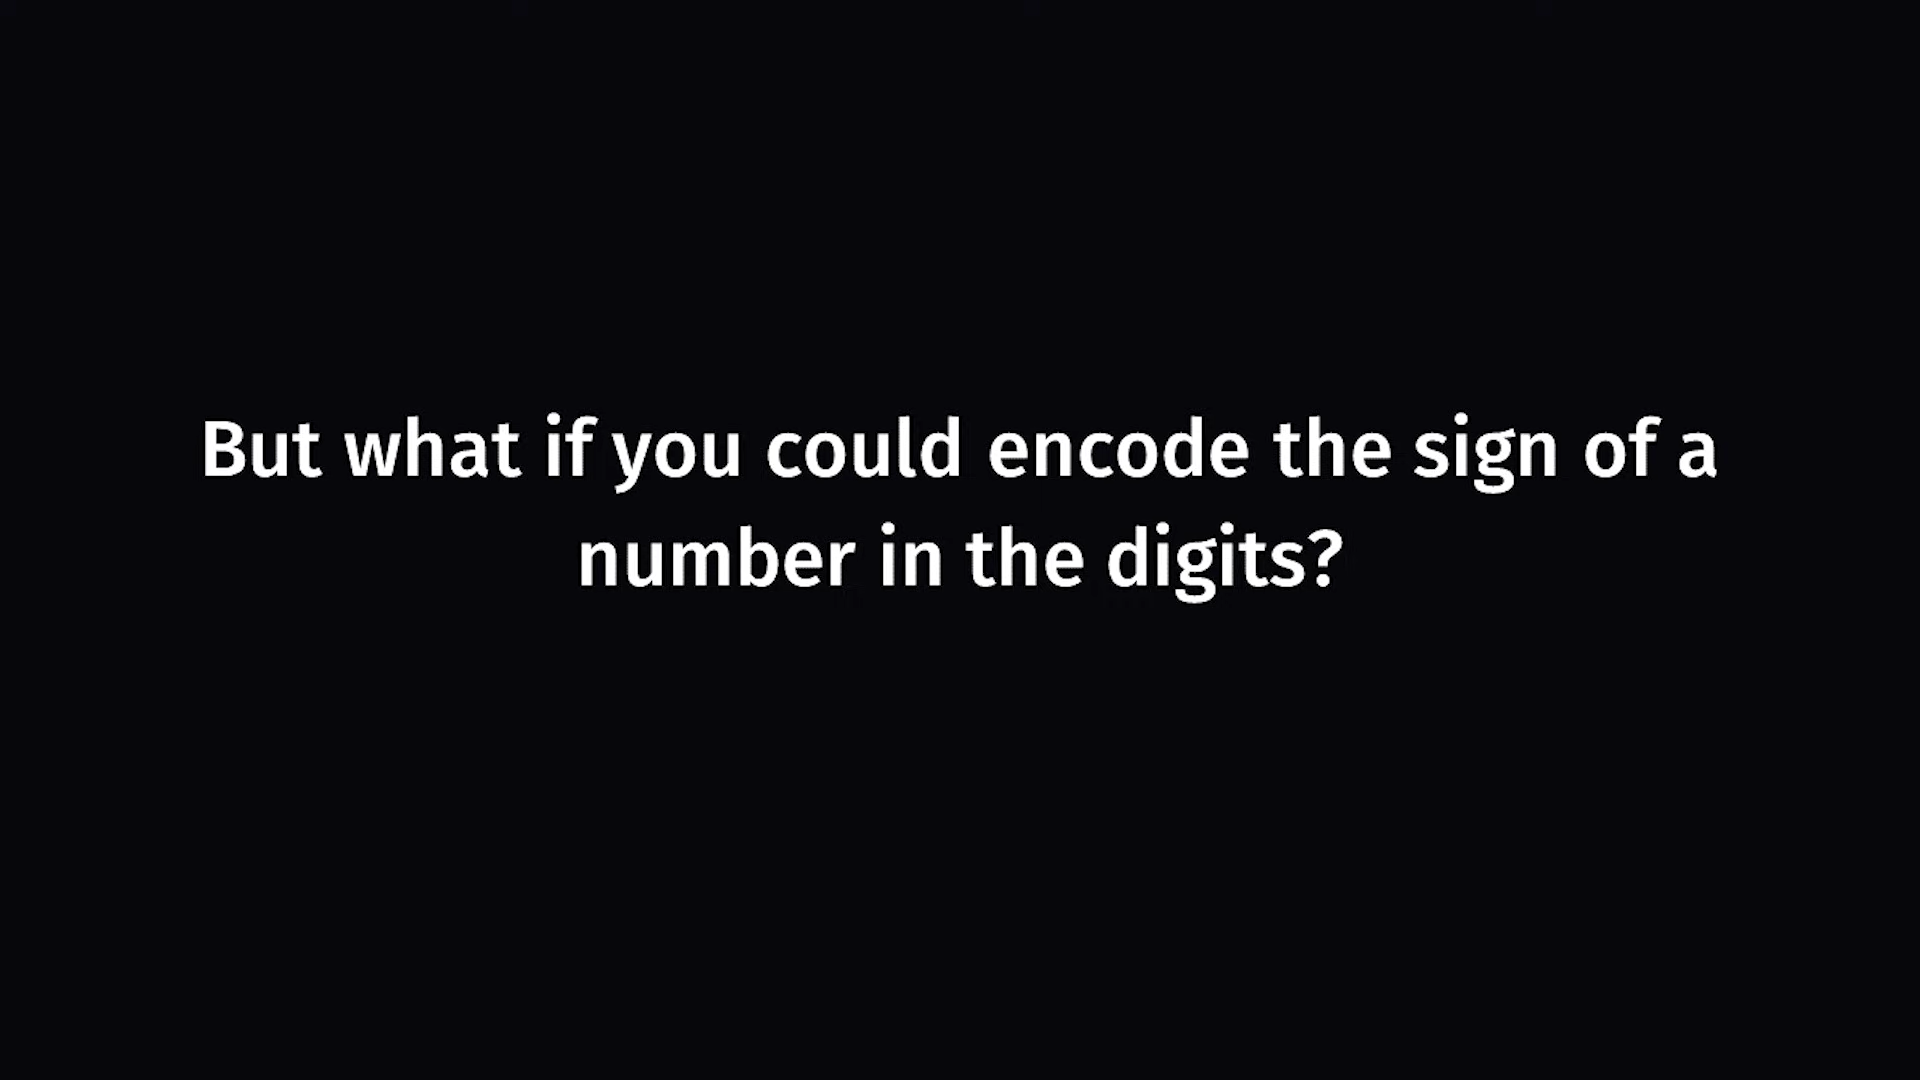 But what if you could encode the sign of a
number in the digits?